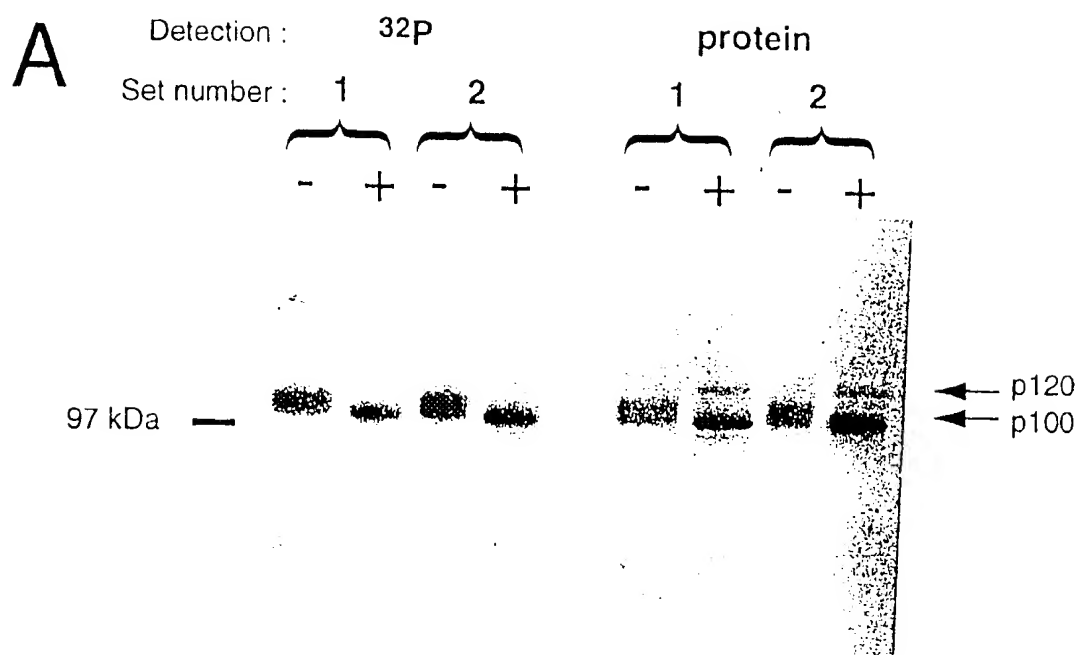 A
Detection : 32P protein
Set number : 1 2 1 2
- + - + - + - +
97 kDa
p120
p100